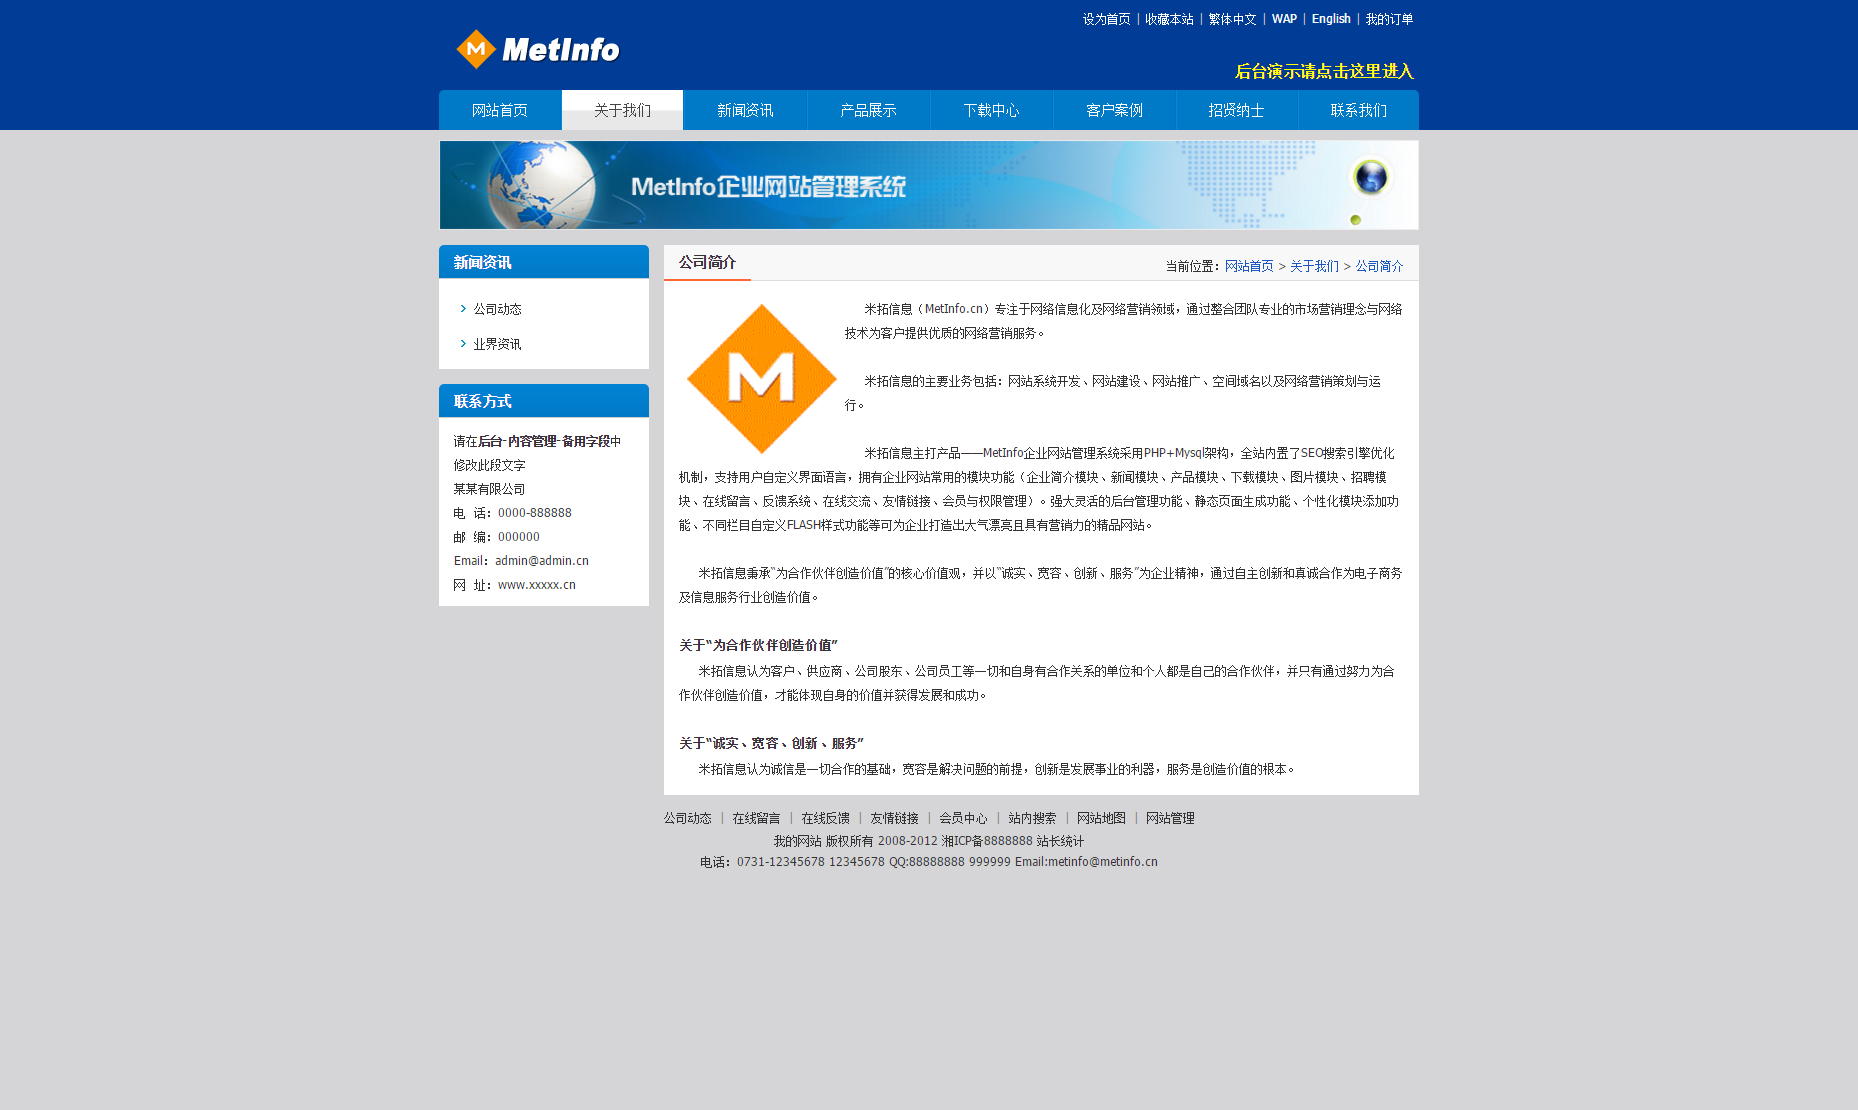 设为首页 | 收藏本站 | 繁体中文 | WAP | English | 我的订单
M MetInfo
后台演示请点击这里进入
网站首页 关于我们 新闻资讯 产品展示 下载中心 客户案例 招贤纳士 联系我们
MetInfo企业网站管理系统
新闻资讯
> 公司动态
> 业界资讯
联系方式
请在后台-内容管理-备用字段中
修改此段文字
某某有限公司
电 话：0000-888888
邮 编：000000
Email：admin@admin.cn
网 址：www.xxxxx.cn
公司简介
当前位置：网站首页 > 关于我们 > 公司简介
M
米拓信息（MetInfo.cn）专注于网络信息化及网络营销领域，通过整合团队专业的市场营销理念与网络
技术为客户提供优质的网络营销服务。
米拓信息的主要业务包括：网站系统开发、网站建设、网站推广、空间域名以及网络营销策划与运
行。
米拓信息主打产品——MetInfo企业网站管理系统采用PHP+Mysql架构，全站内置了SEO搜索引擎优化
机制，支持用户自定义界面语言，拥有企业网站常用的模块功能（企业简介模块、新闻模块、产品模块、下载模块、图片模块、招聘模
块、在线留言、反馈系统、在线交流、友情链接、会员与权限管理）。强大灵活的后台管理功能、静态页面生成功能、个性化模块添加功
能、不同栏目自定义FLASH样式功能等可为企业打造出大气漂亮且具有营销力的精品网站。
米拓信息秉承“为合作伙伴创造价值”的核心价值观，并以“诚实、宽容、创新、服务”为企业精神，通过自主创新和真诚合作为电子商务
及信息服务行业创造价值。
关于“为合作伙伴创造价值”
米拓信息认为客户、供应商、公司股东、公司员工等一切和自身有合作关系的单位和个人都是自己的合作伙伴，并只有通过努力为合
作伙伴创造价值，才能体现自身的价值并获得发展和成功。
关于“诚实、宽容、创新、服务”
米拓信息认为诚信是一切合作的基础，宽容是解决问题的前提，创新是发展事业的利器，服务是创造价值的根本。
公司动态 | 在线留言 | 在线反馈 | 友情链接 | 会员中心 | 站内搜索 | 网站地图 | 网站管理
我的网站 版权所有 2008-2012 湘ICP备8888888 站长统计
电话：0731-12345678 12345678 QQ:88888888 999999 Email:metinfo@metinfo.cn